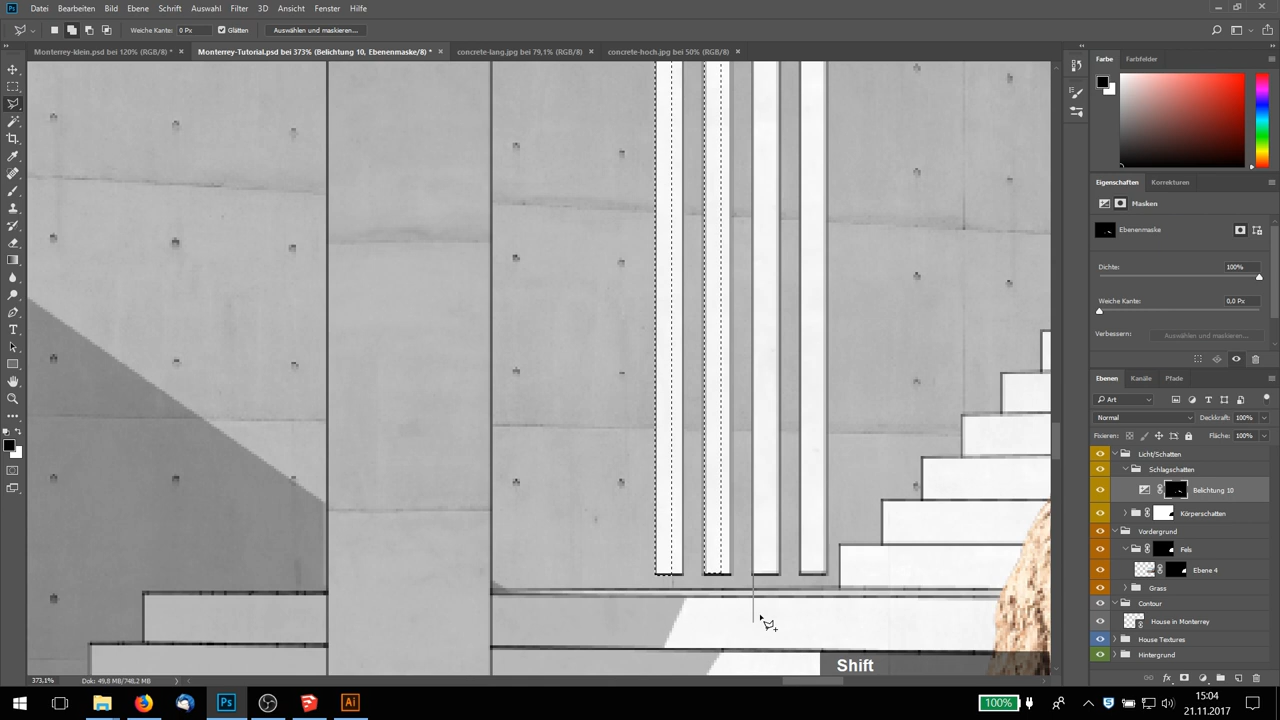 Ps Datei Bearbeiten Bild Ebene Schrift Auswahl Filter 3D Ansicht Fenster Hilfe
Weiche Kante: 0 Px Glätten Auswählen und maskieren...
Monterrey-klein.psd bei 120% (RGB/8) * × Monterrey-Tutorial.psd bei 373% (Belichtung 10, Ebenenmaske/8) * × concrete-lang.jpg bei 79,1% (RGB/8) × concrete-hoch.jpg bei 50% (RGB/8) ×
Farbe Farbfelder
Eigenschaften Korrekturen
Masken
Ebenenmaske
Dichte: 100%
Weiche Kante: 0,0 Px
Verbessern: Auswählen und maskieren...
Ebenen Kanäle Pfade
Art
Normal Deckkraft: 100%
Fixieren: Fläche: 100%
Licht/Schatten
Schlagschatten
Belichtung 10
Körperschatten
Vordergrund
Fels
Ebene 4
Grass
Contour
House in Monterrey
House Textures
Hintergrund
Shift
373,1% Dok: 49,8 MB/748,2 MB
Ps Ai 100% 15:04
21.11.2017